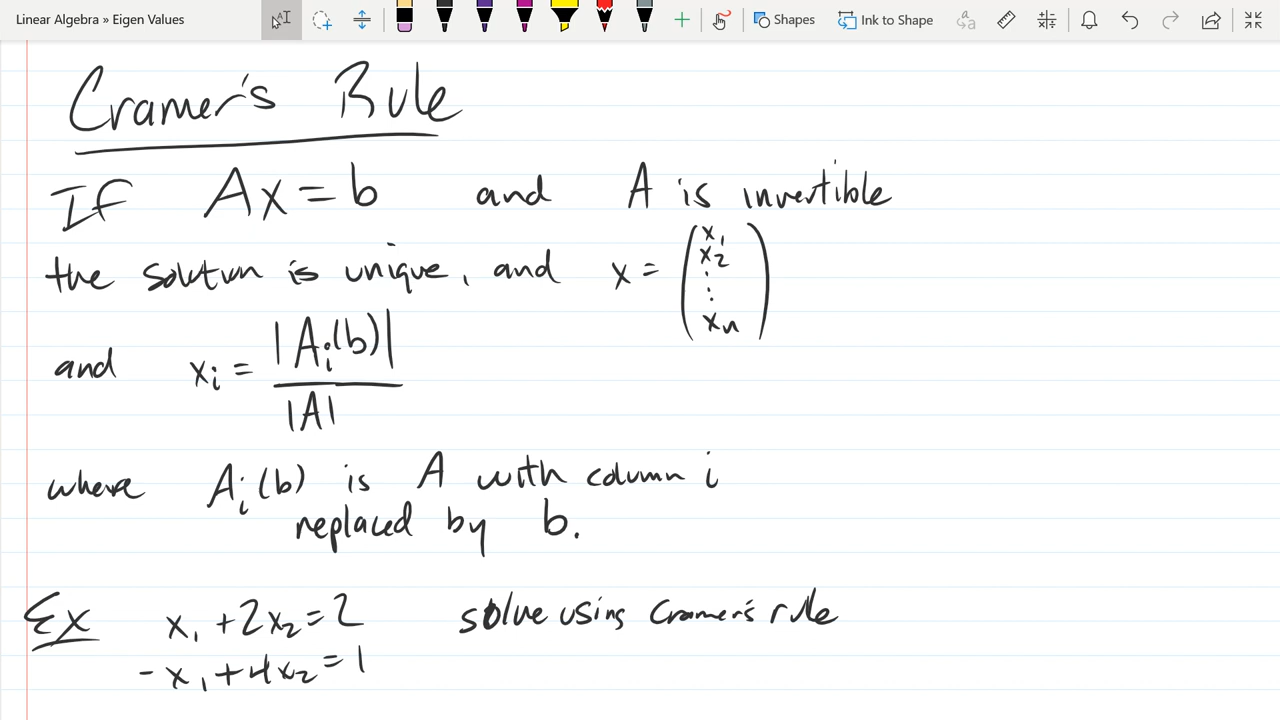 Linear Algebra » Eigen Values
Shapes
Ink to Shape
Cramer's Rule
If Ax = b and A is invertible
the solution is unique, and x = (x₁ x₂ ⋮ xₙ)
and xᵢ = |Aᵢ(b)| / |A|
where Aᵢ(b) is A with column i
replaced by b.
Ex x₁ + 2x₂ = 2 solve using Cramer's rule
-x₁ + 4x₂ = 1